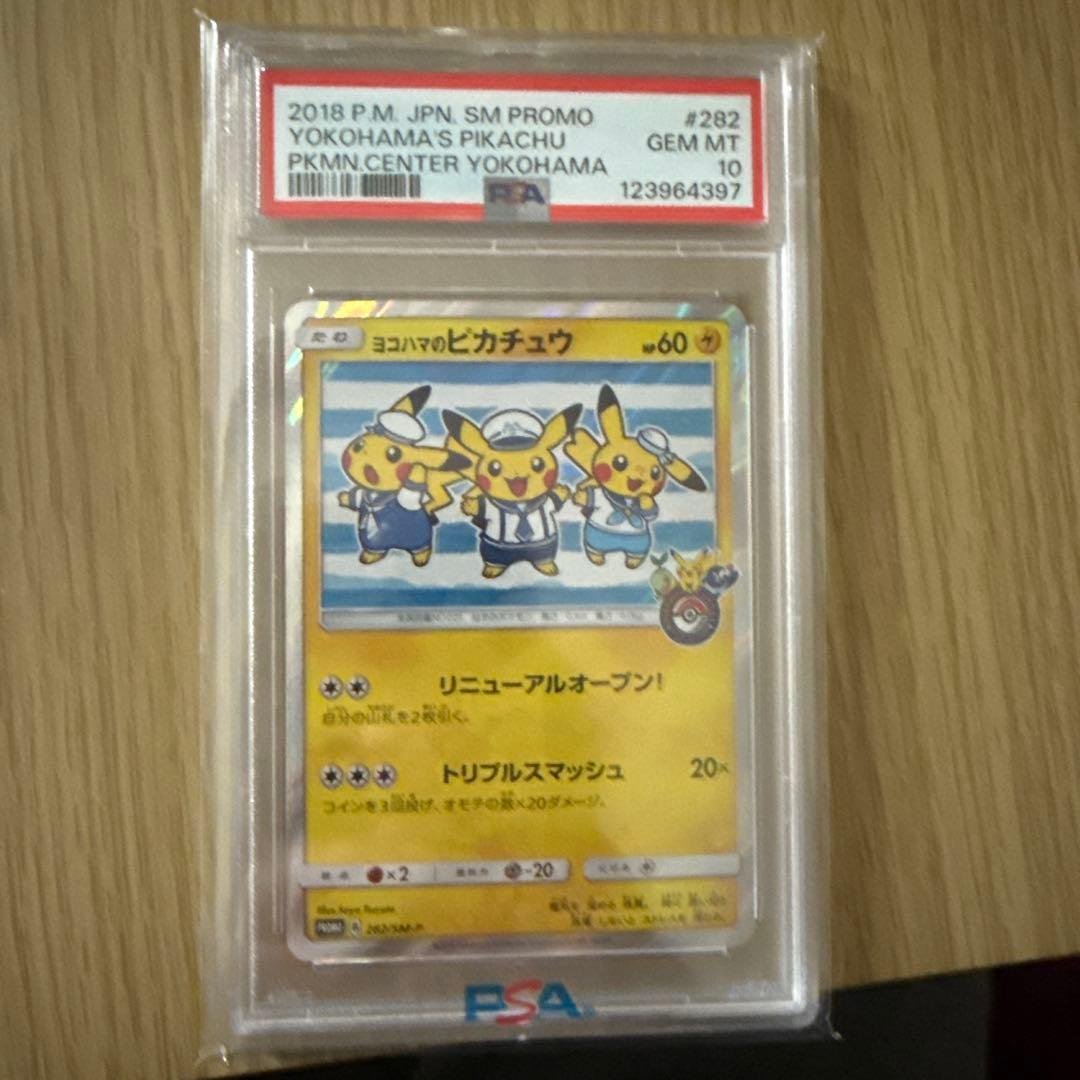 2018 P.M. JPN. SM PROMO #282
YOKOHAMA'S PIKACHU GEM MT
PKMN.CENTER YOKOHAMA 10
PSA 123964397
たね ヨコハマのピカチュウ HP60
リニューアルオープン!
自分の山札を2枚引く。
トリプルスマッシュ 20×
コインを3回投げ、オモテの数×20ダメージ。
×2 -20
PROMO 282/SM-P
PSA